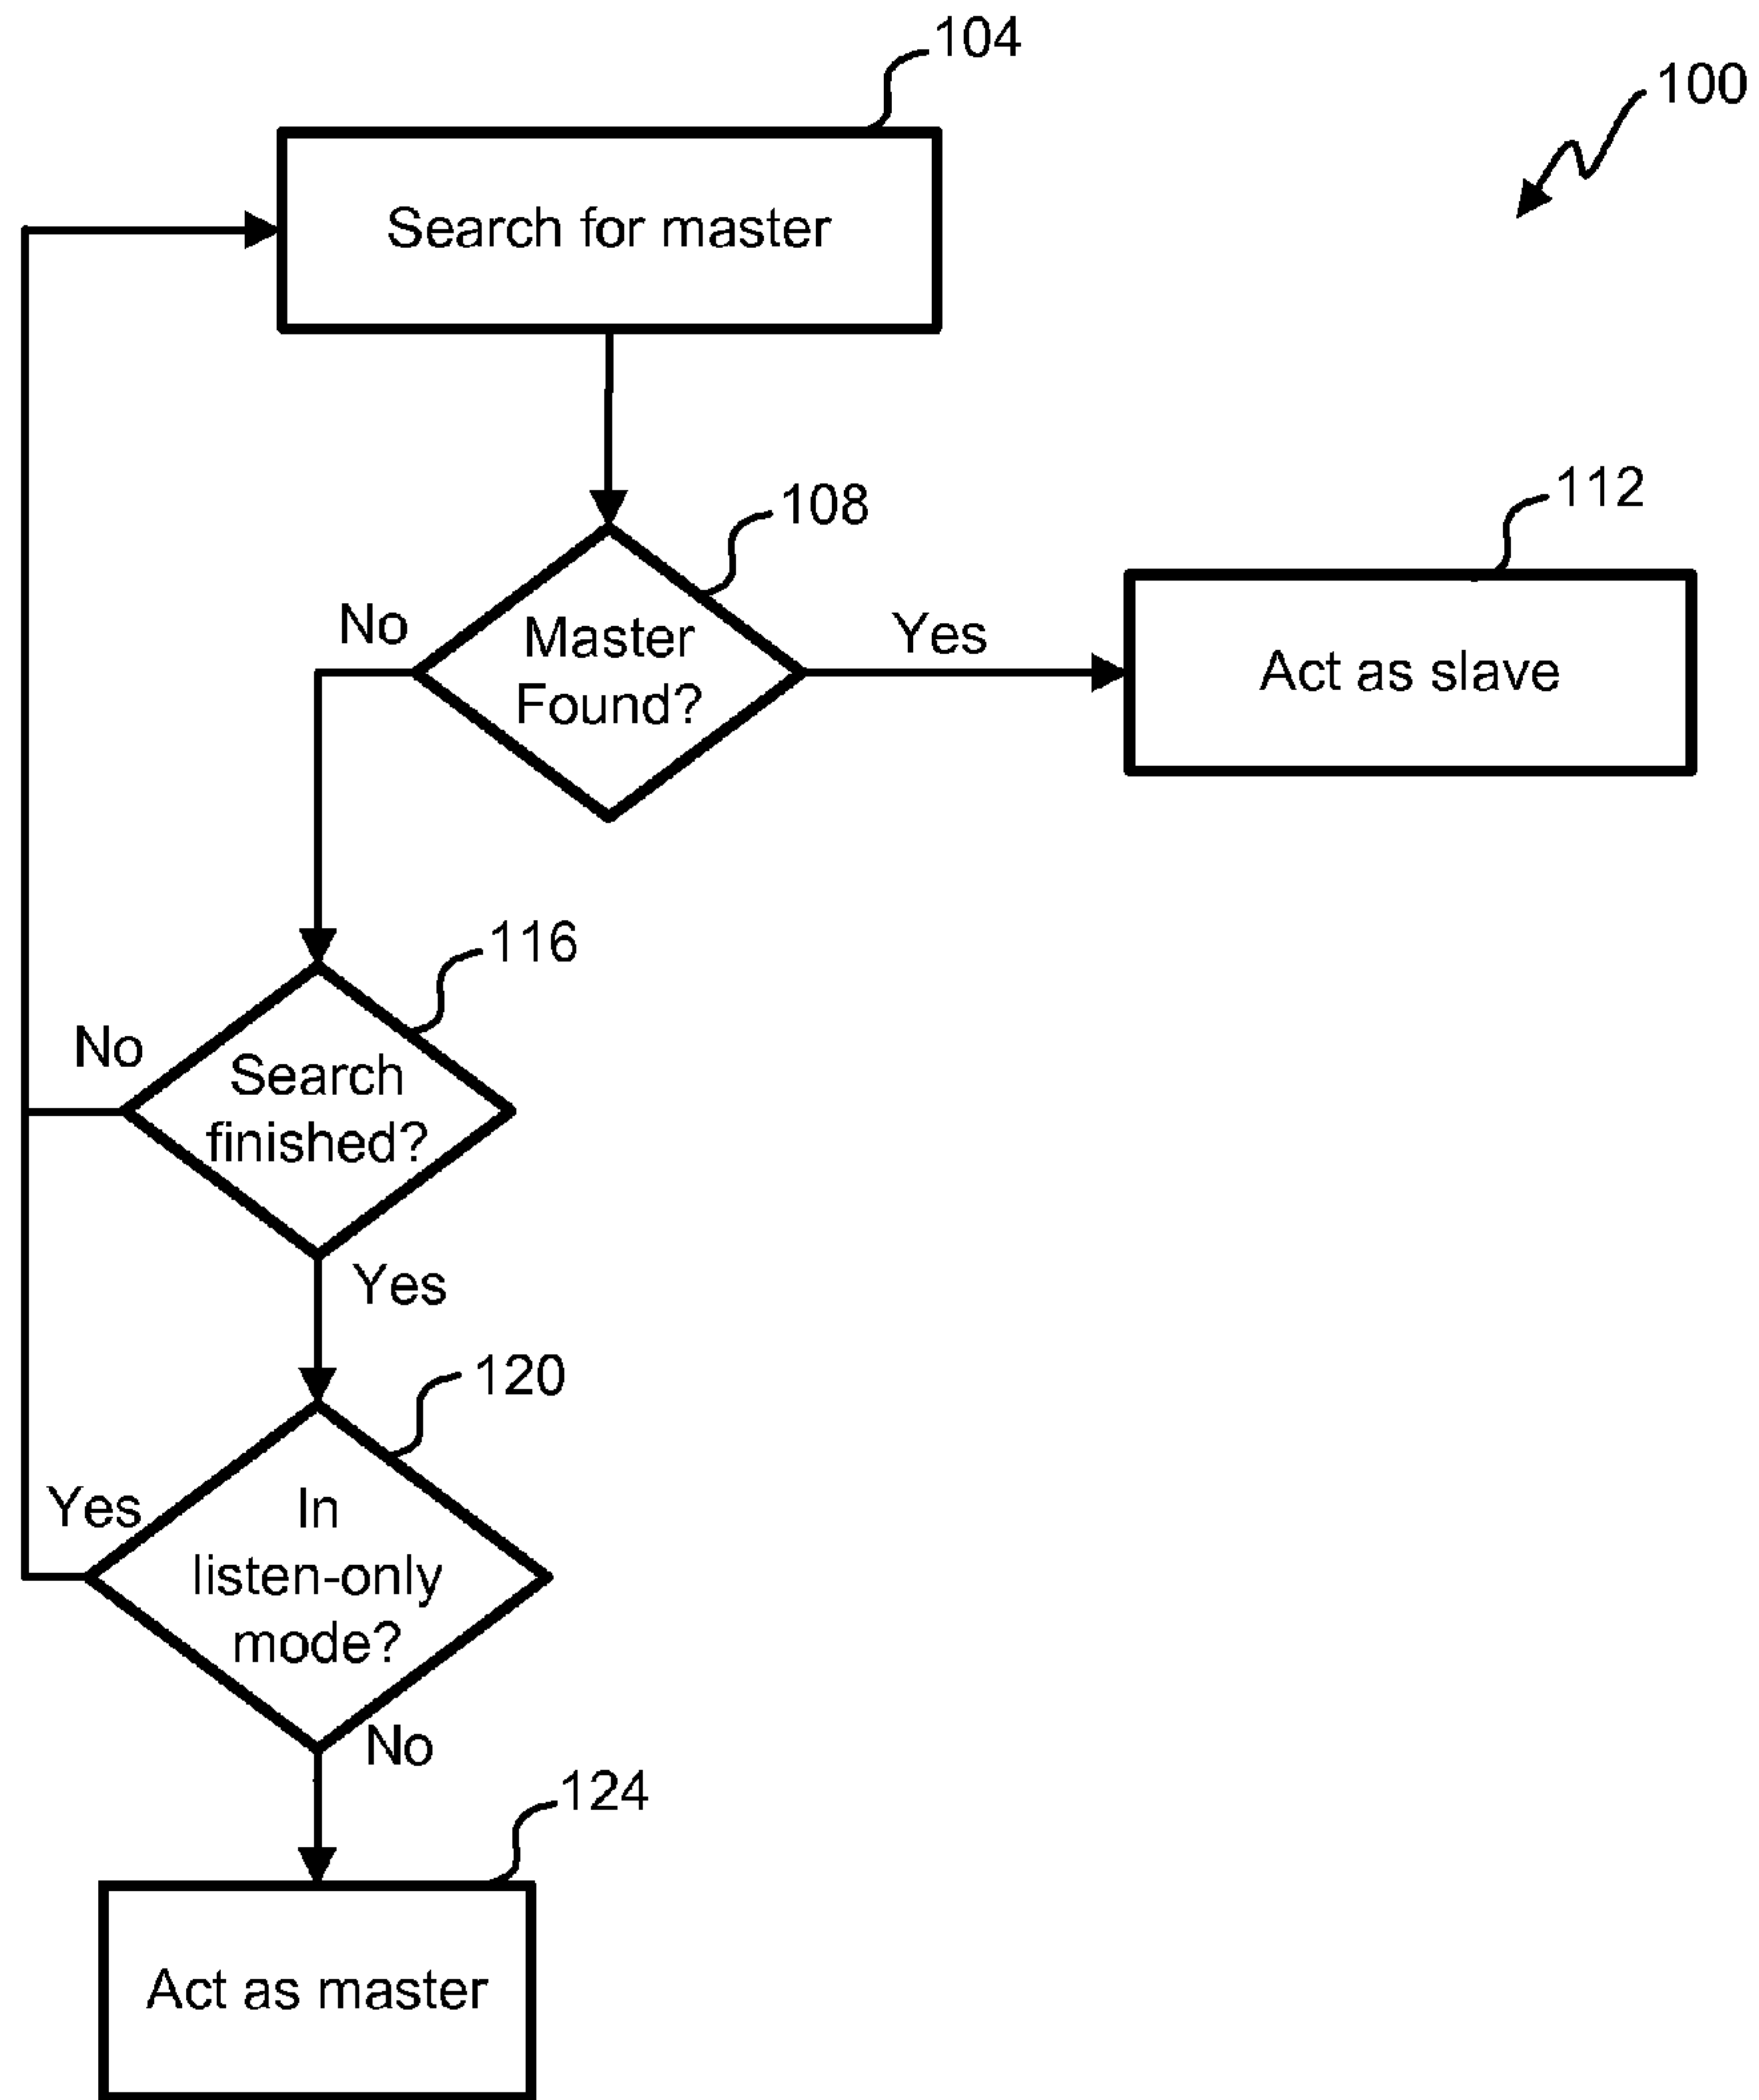 104
100
Search for master
108
112
No
Master
Found?
Yes
Act as slave
116
No
Search
finished?
Yes
120
Yes
In
listen-only
mode?
No
124
Act as master